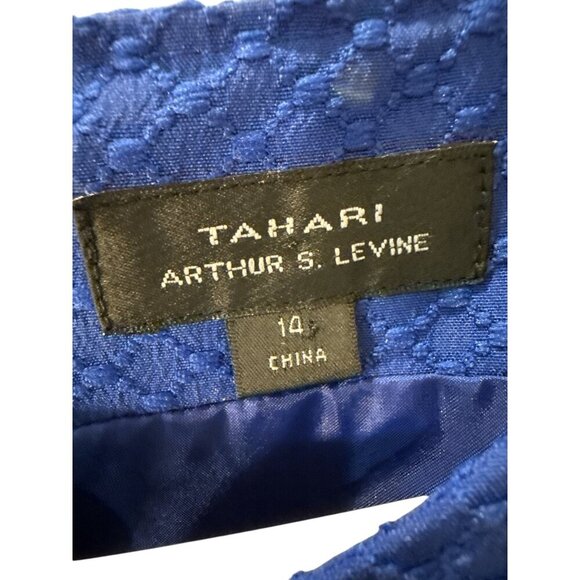 TAHARI
ARTHUR S. LEVINE
14
CHINA